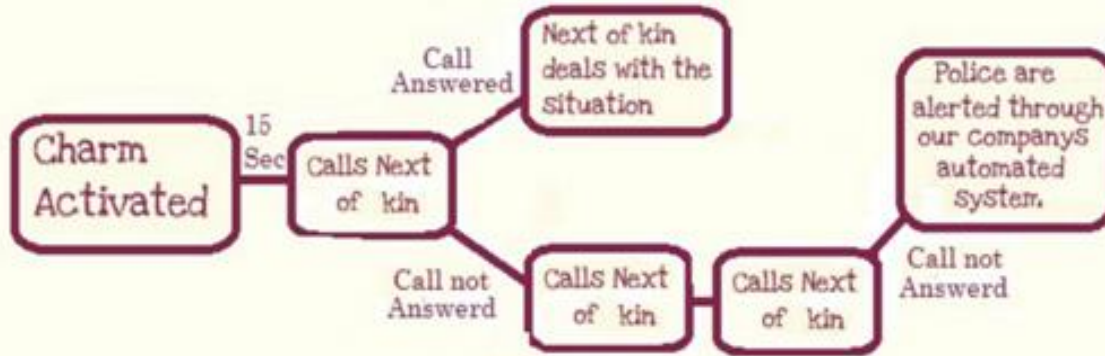 Charm
Activated
15
Sec
Calls Next
of kin
Call
Answered
Next of kin
deals with the
situation
Call not
Answerd
Calls Next
of kin
Calls Next
of kin
Call not
Answerd
Police are
alerted through
our companys
automated
system.